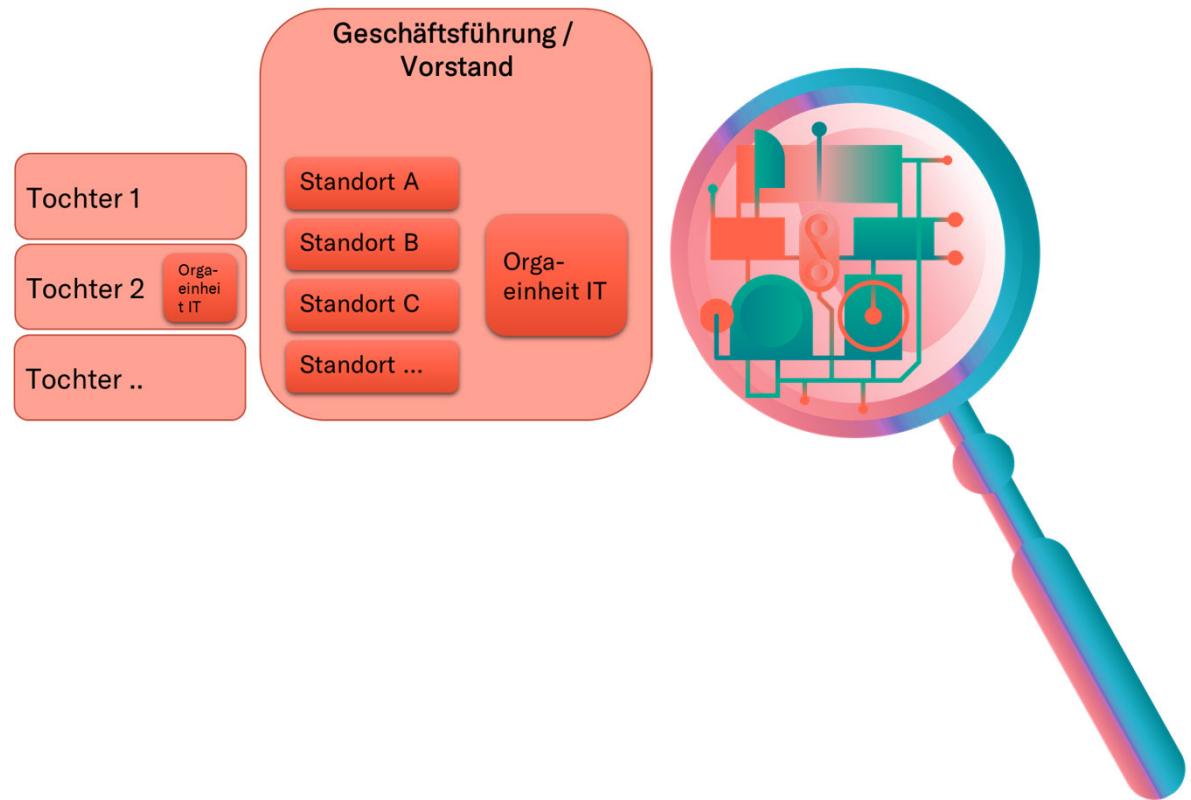 Geschäftsführung /
Vorstand
Tochter 1
Tochter 2
Orga-
einhei
t IT
Tochter ..
Standort A
Standort B
Standort C
Standort ...
Orga-
einheit IT